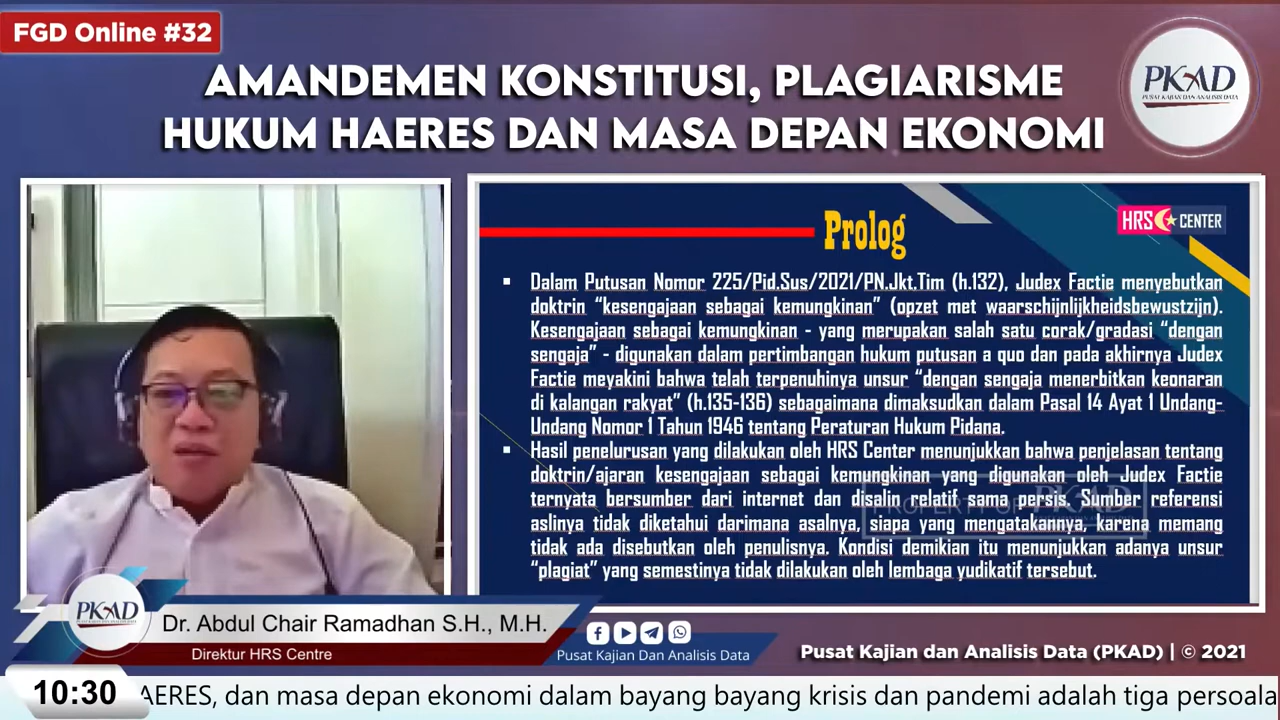 FGD Online #32
AMANDEMEN KONSTITUSI, PLAGIARISME
HUKUM HAERES DAN MASA DEPAN EKONOMI
PKAD
PUSAT KAJIAN DAN ANALISIS DATA
Prolog
HRS CENTER
▪ Dalam Putusan Nomor 225/Pid.Sus/2021/PN.Jkt.Tim (h.132), Judex Factie menyebutkan
doktrin “kesengajaan sebagai kemungkinan” (opzet met waarschijnlijkheidsbewustzijn).
Kesengajaan sebagai kemungkinan - yang merupakan salah satu corak/gradasi “dengan
sengaja” - digunakan dalam pertimbangan hukum putusan a quo dan pada akhirnya Judex
Factie meyakini bahwa telah terpenuhinya unsur “dengan sengaja menerbitkan keonaran
di kalangan rakyat” (h.135-136) sebagaimana dimaksudkan dalam Pasal 14 Ayat 1 Undang-
Undang Nomor 1 Tahun 1946 tentang Peraturan Hukum Pidana.
▪ Hasil penelurusan yang dilakukan oleh HRS Center menunjukkan bahwa penjelasan tentang
doktrin/ajaran kesengajaan sebagai kemungkinan yang digunakan oleh Judex Factie
ternyata bersumber dari internet dan disalin relatif sama persis. Sumber referensi
aslinya tidak diketahui darimana asalnya, siapa yang mengatakannya, karena memang
tidak ada disebutkan oleh penulisnya. Kondisi demikian itu menunjukkan adanya unsur
“plagiat” yang semestinya tidak dilakukan oleh lembaga yudikatif tersebut.
PROPERTY OF PKAD
PKAD
Dr. Abdul Chair Ramadhan S.H., M.H.
Direktur HRS Centre
Pusat Kajian Dan Analisis Data
Pusat Kajian dan Analisis Data (PKAD) | © 2021
10:30
AERES, dan masa depan ekonomi dalam bayang bayang krisis dan pandemi adalah tiga persoala